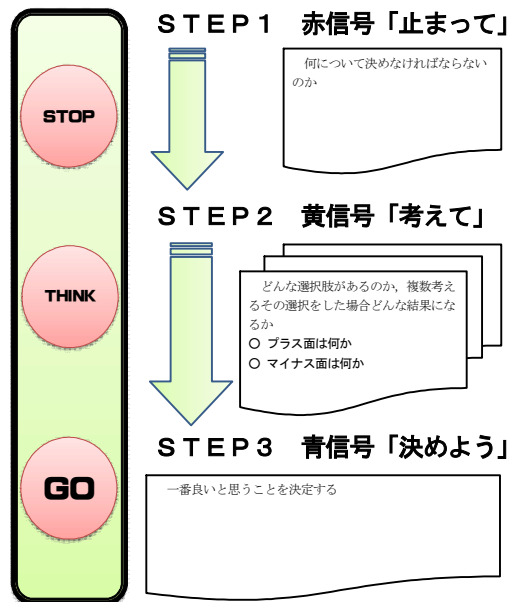 STEP1 赤信号「止まって」
STOP
何について決めなければならない
のか
STEP2 黄信号「考えて」
THINK
どんな選択肢があるのか，複数考え
るその選択をした場合どんな結果にな
るか
○ プラス面は何か
○ マイナス面は何か
STEP3 青信号「決めよう」
GO
一番良いと思うことを決定する